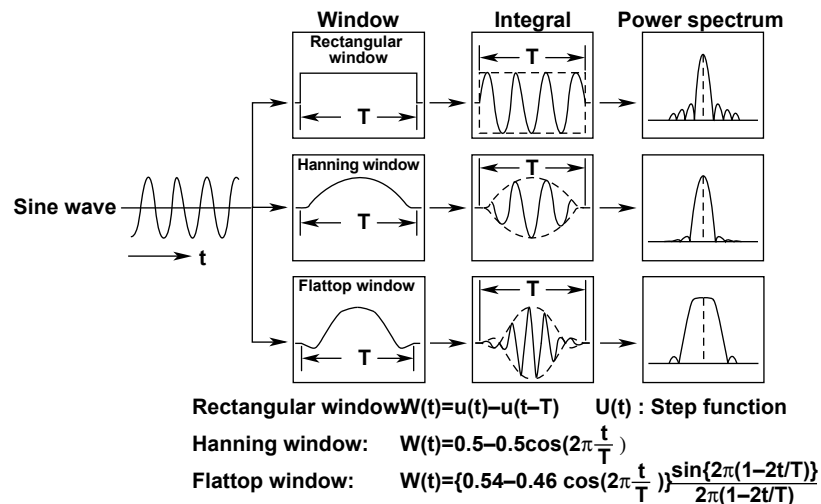 Window
Integral
Power spectrum
Rectangular
window
T
T
Hanning window
T
T
Sine wave
t
Flattop window
T
T
Rectangular window: W(t)=u(t)–u(t–T) U(t) : Step function
Hanning window: W(t)=0.5–0.5cos(2π t/T )
Flattop window: W(t)={0.54–0.46 cos(2π t/T )} sin{2π(1–2t/T)}/2π(1–2t/T)